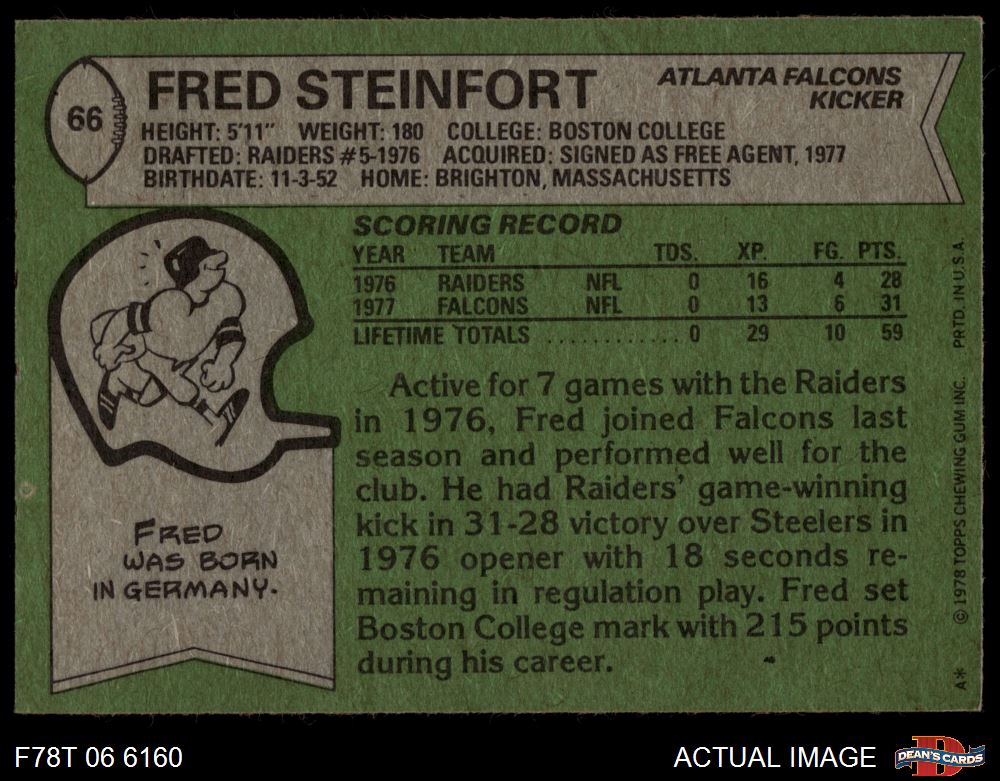 66
FRED STEINFORT
ATLANTA FALCONS
KICKER
HEIGHT: 5'11" WEIGHT: 180 COLLEGE: BOSTON COLLEGE
DRAFTED: RAIDERS #5-1976 ACQUIRED: SIGNED AS FREE AGENT, 1977
BIRTHDATE: 11-3-52 HOME: BRIGHTON, MASSACHUSETTS
SCORING RECORD
YEAR TEAM TDS. XP. FG. PTS.
1976 RAIDERS NFL 0 16 4 28
1977 FALCONS NFL 0 13 6 31
LIFETIME TOTALS ............ 0 29 10 59
Active for 7 games with the Raiders
in 1976, Fred joined Falcons last
season and performed well for the
club. He had Raiders' game-winning
kick in 31-28 victory over Steelers in
1976 opener with 18 seconds re-
maining in regulation play. Fred set
Boston College mark with 215 points
during his career.
FRED
WAS BORN
IN GERMANY.
A* © 1978 TOPPS CHEWING GUM INC. PRTD. IN U.S.A.
F78T 06 6160
ACTUAL IMAGE
D
DEAN'S CARDS